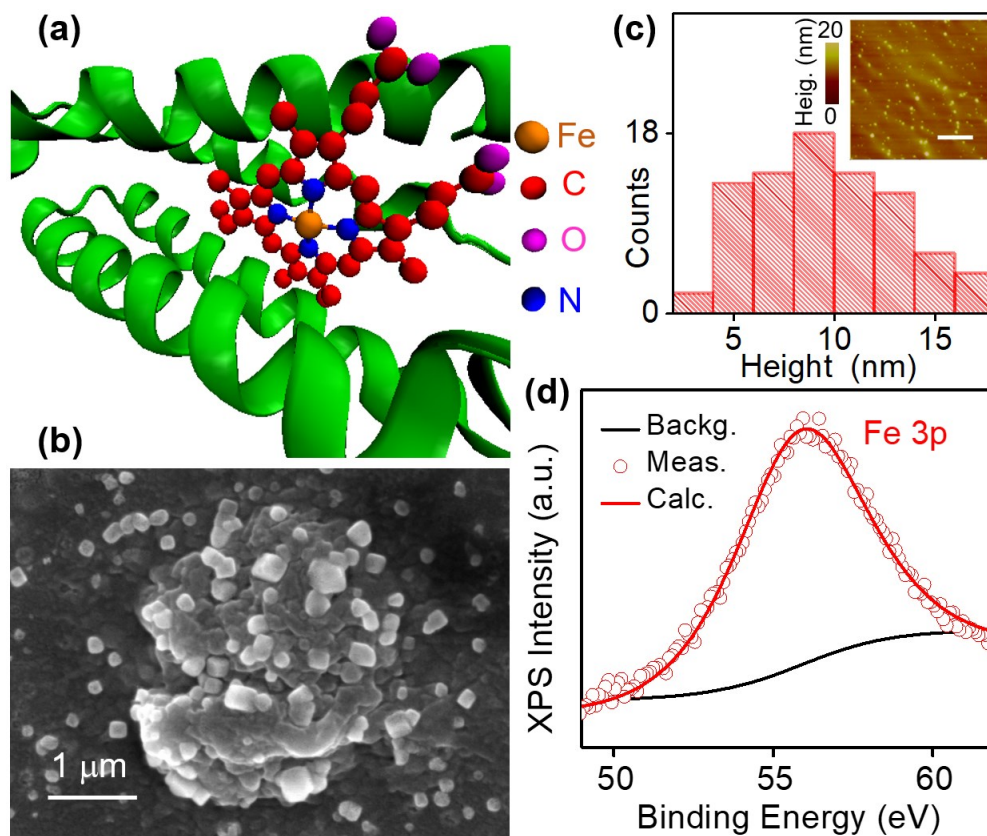 (a)
Fe
C
O
N
(b)
1 μm
(c)
Heig. (nm)
20
0
18
0
Counts
5
10
15
Height (nm)
(d)
Backg.
Meas.
Calc.
Fe 3p
XPS Intensity (a.u.)
50
55
60
Binding Energy (eV)